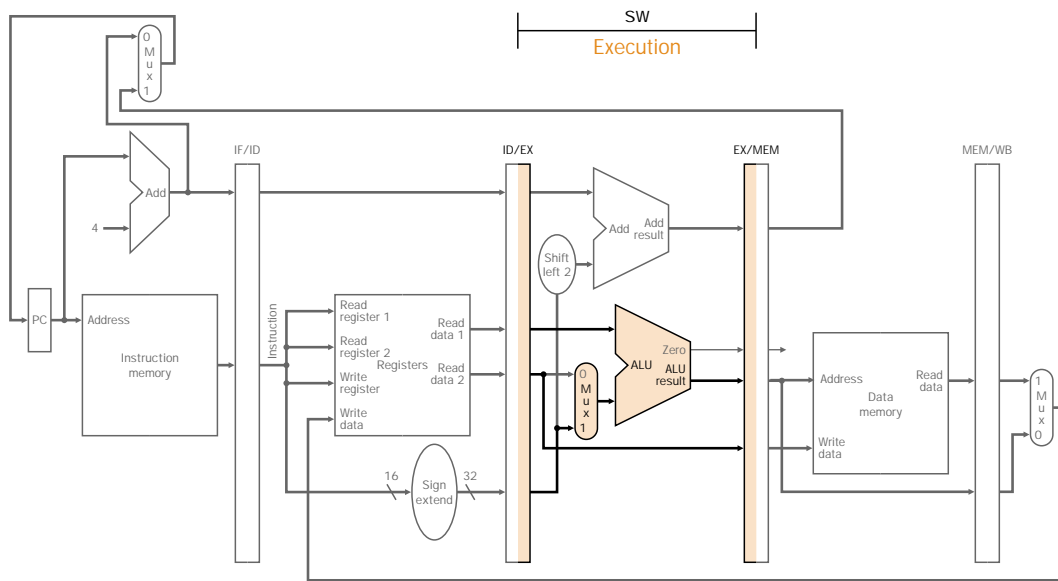 SW
Execution
0
M
u
x
1
IF/ID
ID/EX
EX/MEM
MEM/WB
Add
4
Add
Add
result
Shift
left 2
PC
Address
Instruction
memory
Instruction
Read
register 1
Read
register 2
Write
register
Write
data
Registers
Read
data 1
Read
data 2
16
Sign
extend
32
0
M
u
x
1
ALU
Zero
ALU
result
Address
Write
data
Data
memory
Read
data
1
M
u
x
0